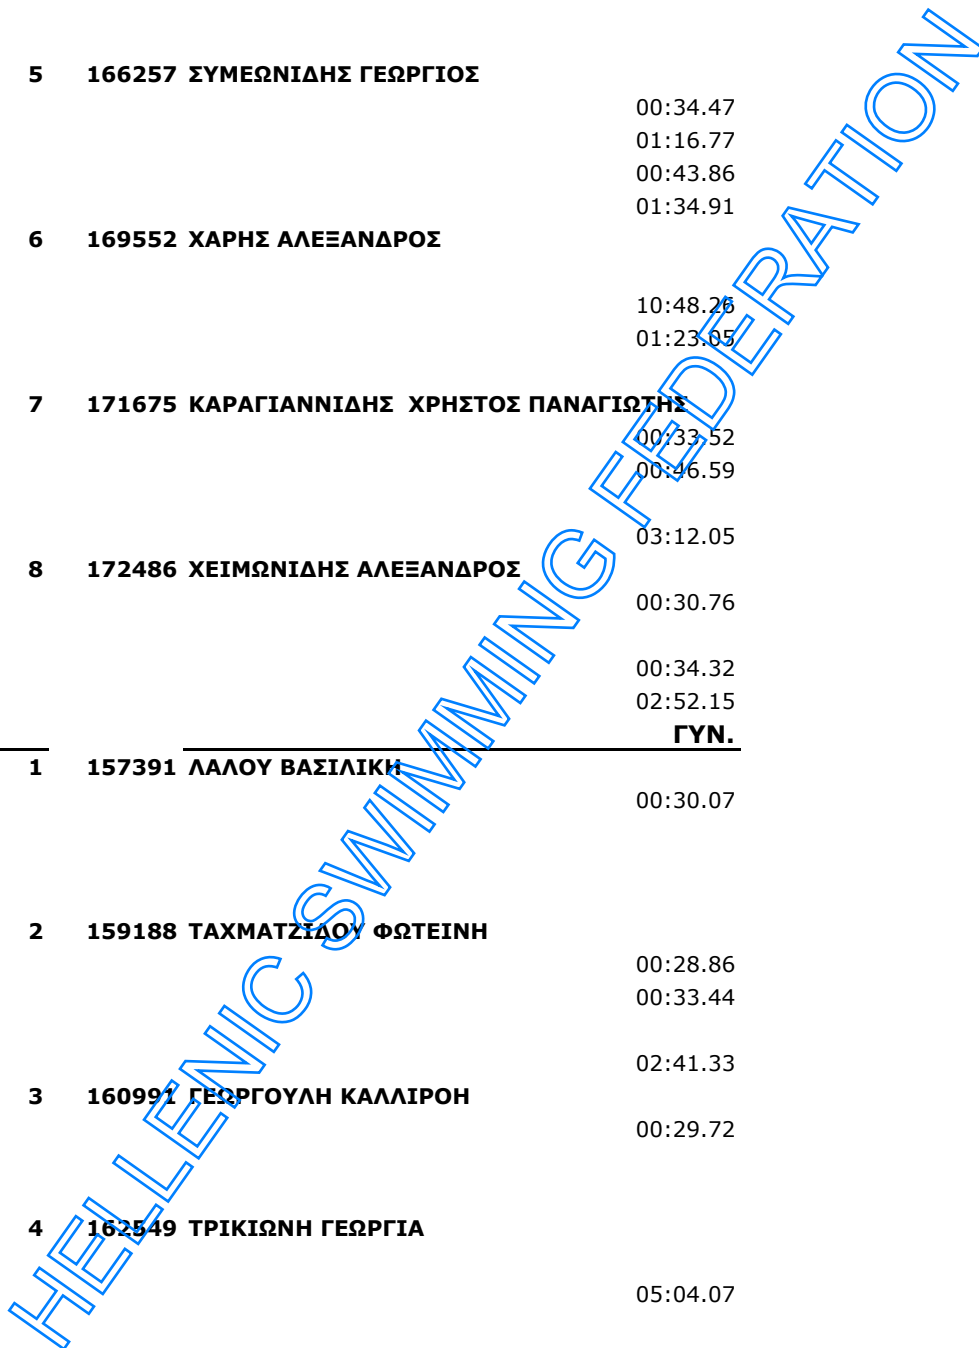 5 166257 ΣΥΜΕΩΝΙΔΗΣ ΓΕΩΡΓΙΟΣ
00:34.47
01:16.77
00:43.86
01:34.91
6 169552 ΧΑΡΗΣ ΑΛΕΞΑΝΔΡΟΣ
10:48.26
01:23.05
7 171675 ΚΑΡΑΓΙΑΝΝΙΔΗΣ ΧΡΗΣΤΟΣ ΠΑΝΑΓΙΩΤΗΣ
00:33.52
00:46.59
03:12.05
8 172486 ΧΕΙΜΩΝΙΔΗΣ ΑΛΕΞΑΝΔΡΟΣ
00:30.76
00:34.32
02:52.15
ΓΥΝ.
1 157391 ΛΑΛΟΥ ΒΑΣΙΛΙΚΗ
00:30.07
2 159188 ΤΑΧΜΑΤΖΙΔΟΥ ΦΩΤΕΙΝΗ
00:28.86
00:33.44
02:41.33
3 160991 ΓΕΩΡΓΟΥΛΗ ΚΑΛΛΙΡΟΗ
00:29.72
4 162549 ΤΡΙΚΙΩΝΗ ΓΕΩΡΓΙΑ
05:04.07
HELLENIC SWIMMING FEDERATION